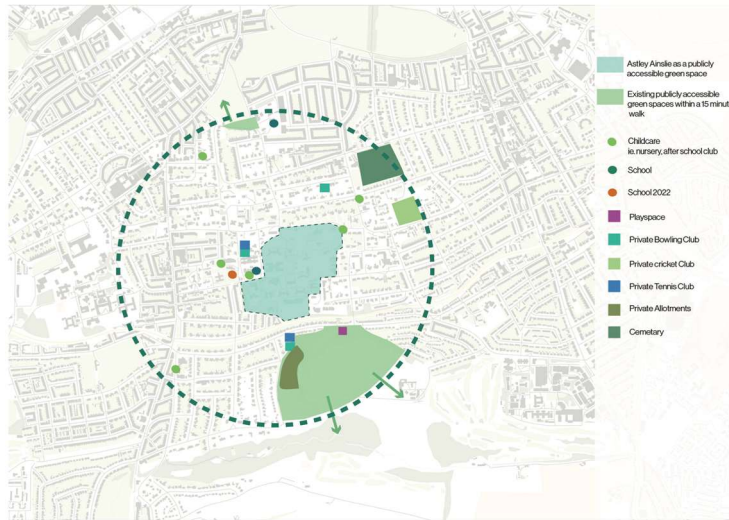 Astley Ainslie as a publicly
accessible green space
Existing publicly accessible
green spaces within a 15 minut
walk
Childcare
ie. nursery, after school club
School
School 2022
Playspace
Private Bowling Club
Private cricket Club
Private Tennis Club
Private Allotments
Cemetary